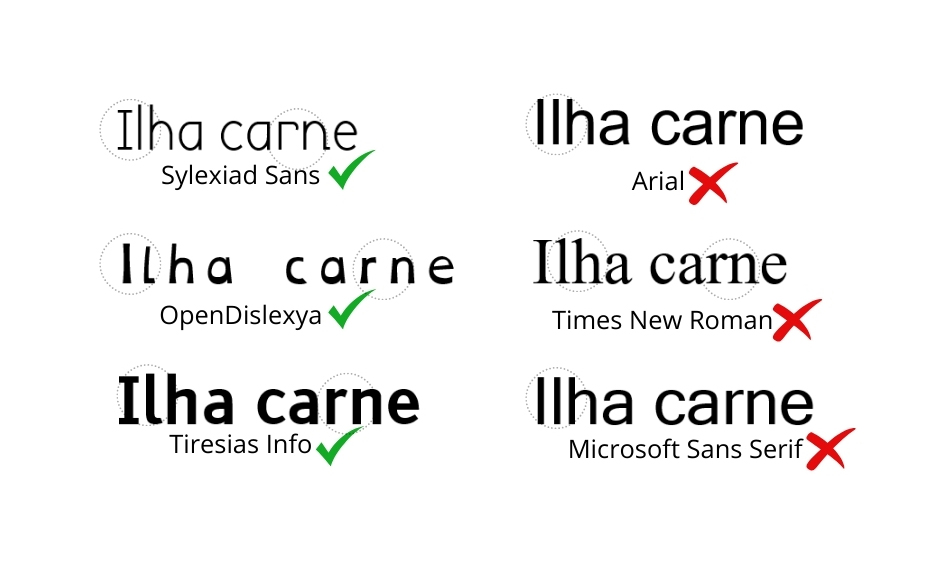 Ilha carne
Sylexiad Sans
Ilha carne
Arial
Ilha carne
OpenDislexya
Ilha carne
Times New Roman
Ilha carne
Tiresias Info
Ilha carne
Microsoft Sans Serif